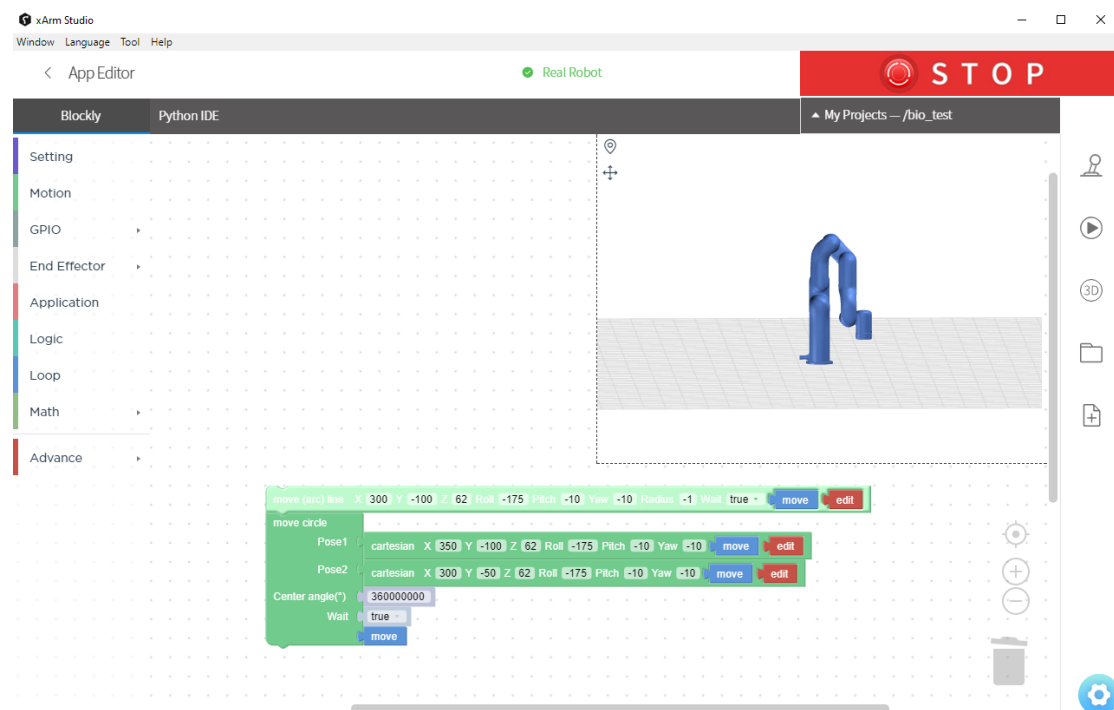 xArm Studio
Window Language Tool Help
App Editor
Real Robot
STOP
Blockly
Python IDE
My Projects — /bio_test
Setting
Motion
GPIO
End Effector
Application
Logic
Loop
Math
Advance
3D
move (arc) line X 300 Y -100 Z 62 Roll -175 Pitch -10 Yaw -10 Radius -1 Wait true move edit
move circle
Pose1 cartesian X 350 Y -100 Z 62 Roll -175 Pitch -10 Yaw -10 move edit
Pose2 cartesian X 300 Y -50 Z 62 Roll -175 Pitch -10 Yaw -10 move edit
Center angle(°) 360000000
Wait true
move